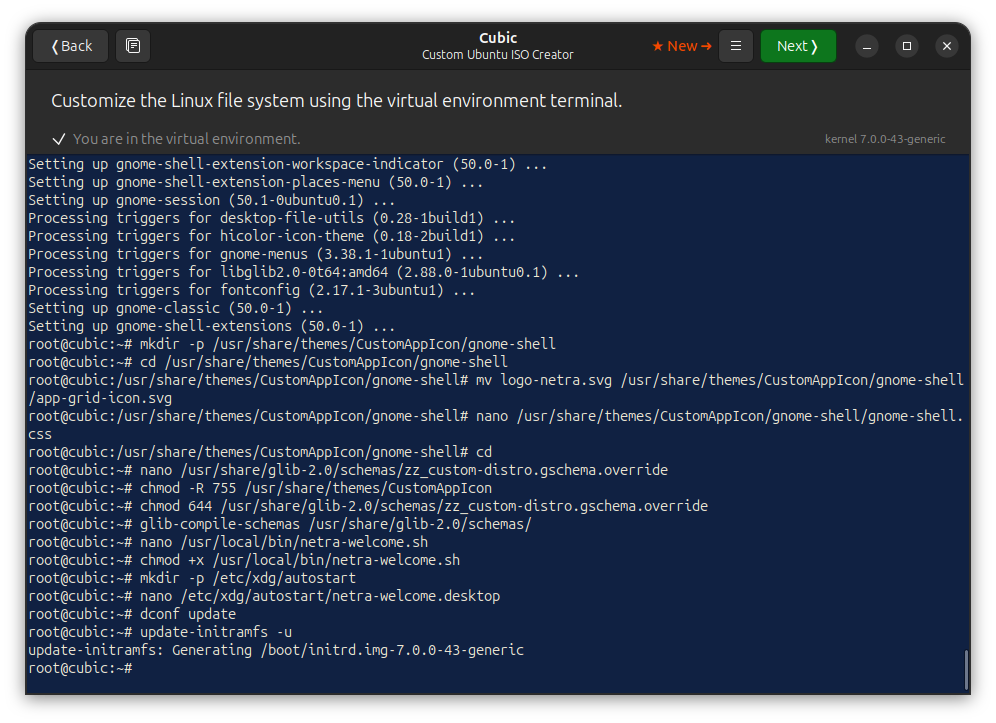 ❬Back
Cubic
Custom Ubuntu ISO Creator
★ New ➜
Next❭
Customize the Linux file system using the virtual environment terminal.
You are in the virtual environment.
kernel 7.0.0-43-generic
Setting up gnome-shell-extension-workspace-indicator (50.0-1) ...
Setting up gnome-shell-extension-places-menu (50.0-1) ...
Setting up gnome-session (50.1-0ubuntu0.1) ...
Processing triggers for desktop-file-utils (0.28-1build1) ...
Processing triggers for hicolor-icon-theme (0.18-2build1) ...
Processing triggers for gnome-menus (3.38.1-1ubuntu1) ...
Processing triggers for libglib2.0-0t64:amd64 (2.88.0-1ubuntu0.1) ...
Processing triggers for fontconfig (2.17.1-3ubuntu1) ...
Setting up gnome-classic (50.0-1) ...
Setting up gnome-shell-extensions (50.0-1) ...
root@cubic:~# mkdir -p /usr/share/themes/CustomAppIcon/gnome-shell
root@cubic:~# cd /usr/share/themes/CustomAppIcon/gnome-shell
root@cubic:/usr/share/themes/CustomAppIcon/gnome-shell# mv logo-netra.svg /usr/share/themes/CustomAppIcon/gnome-shell
/app-grid-icon.svg
root@cubic:/usr/share/themes/CustomAppIcon/gnome-shell# nano /usr/share/themes/CustomAppIcon/gnome-shell/gnome-shell.
css
root@cubic:/usr/share/themes/CustomAppIcon/gnome-shell# cd
root@cubic:~# nano /usr/share/glib-2.0/schemas/zz_custom-distro.gschema.override
root@cubic:~# chmod -R 755 /usr/share/themes/CustomAppIcon
root@cubic:~# chmod 644 /usr/share/glib-2.0/schemas/zz_custom-distro.gschema.override
root@cubic:~# glib-compile-schemas /usr/share/glib-2.0/schemas/
root@cubic:~# nano /usr/local/bin/netra-welcome.sh
root@cubic:~# chmod +x /usr/local/bin/netra-welcome.sh
root@cubic:~# mkdir -p /etc/xdg/autostart
root@cubic:~# nano /etc/xdg/autostart/netra-welcome.desktop
root@cubic:~# dconf update
root@cubic:~# update-initramfs -u
update-initramfs: Generating /boot/initrd.img-7.0.0-43-generic
root@cubic:~#